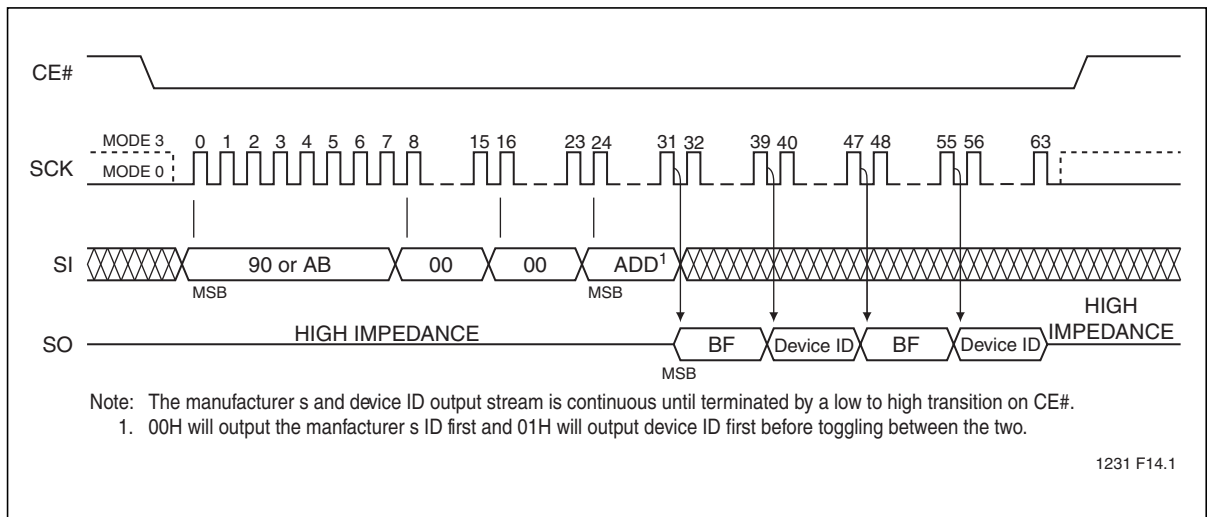 CE#
MODE 3
0 1 2 3 4 5 6 7 8 15 16 23 24 31 32 39 40 47 48 55 56 63
SCK
MODE 0
SI
90 or AB
00
00
ADD1
MSB
MSB
HIGH IMPEDANCE
HIGH
IMPEDANCE
SO
BF
Device ID
BF
Device ID
MSB
Note: The manufacturer s and device ID output stream is continuous until terminated by a low to high transition on CE#.
1. 00H will output the manfacturer s ID first and 01H will output device ID first before toggling between the two.
1231 F14.1